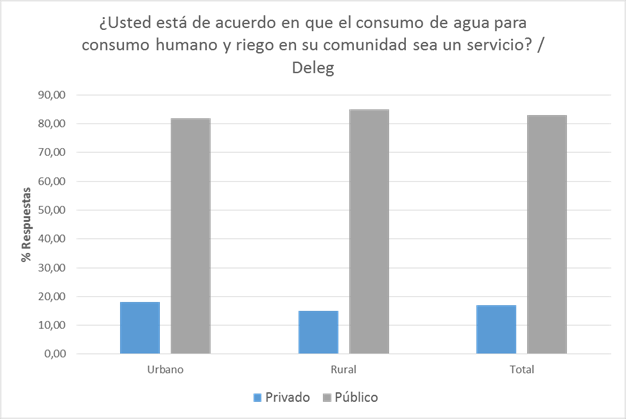 ¿Usted está de acuerdo en que el consumo de agua para
consumo humano y riego en su comunidad sea un servicio? /
Deleg
90,00
80,00
70,00
60,00
50,00
40,00
30,00
20,00
10,00
0,00
% Respuestas
Urbano Rural Total
Privado Público